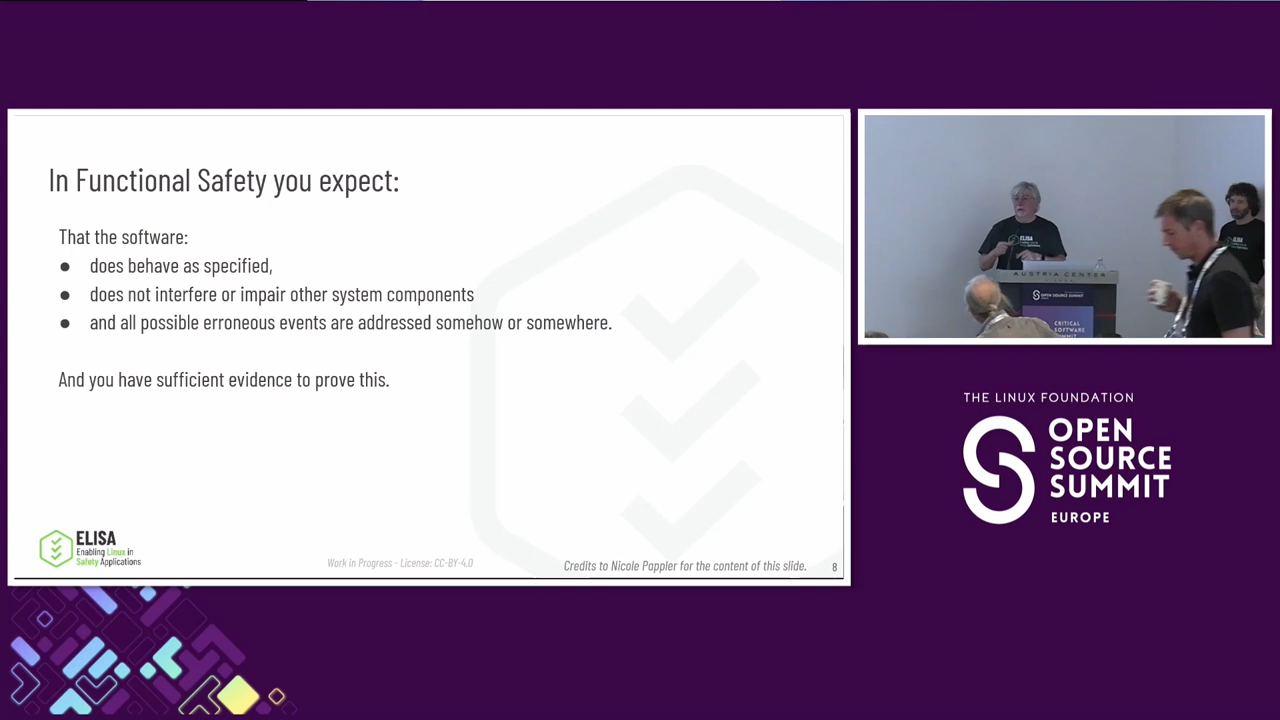 In Functional Safety you expect:
That the software:
● does behave as specified,
● does not interfere or impair other system components
● and all possible erroneous events are addressed somehow or somewhere.
And you have sufficient evidence to prove this.
ELISA
Enabling Linux in
Safety Applications
Work in Progress - License: CC-BY-4.0
Credits to Nicole Pappler for the content of this slide.
8
ELISA
ELISA
AUSTRIA CENTER
OPEN SOURCE SUMMIT
CRITICAL
SOFTWARE
SUMMIT
THE LINUX FOUNDATION
OPEN
SOURCE
SUMMIT
EUROPE